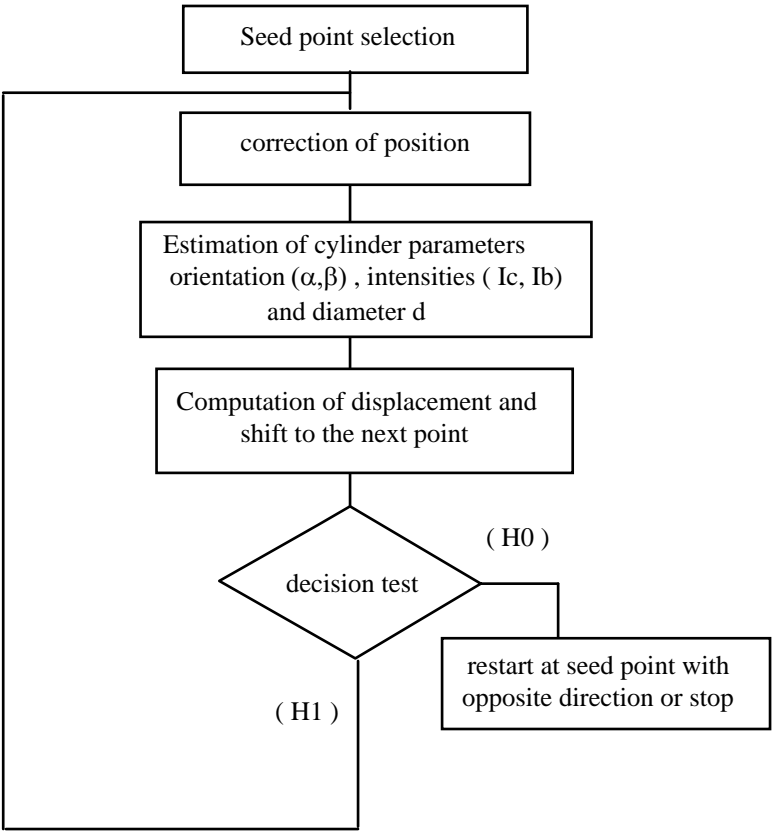 Seed point selection
correction of position
Estimation of cylinder parameters
orientation (α,β) , intensities ( Ic, Ib)
and diameter d
Computation of displacement and
shift to the next point
( H0 )
decision test
restart at seed point with
opposite direction or stop
( H1 )